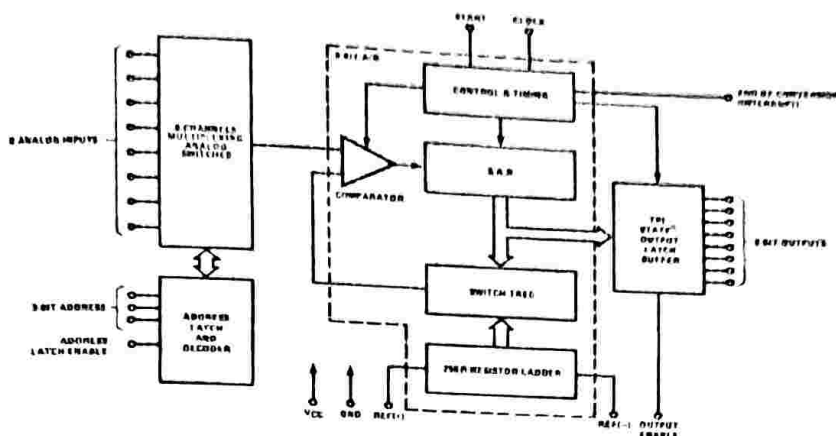 START
CLOCK
8-BIT A/D
CONTROL & TIMING
END OF CONVERSION
(INTERRUPT)
8 ANALOG INPUTS
8 CHANNELS
MULTIPLEXING
ANALOG
SWITCHES
S.A.R.
COMPARATOR
TRI
STATE®
OUTPUT
LATCH
BUFFER
8-BIT OUTPUTS
3-BIT ADDRESS
ADDRESS
LATCH
AND
DECODER
SWITCH TREE
ADDRESS
LATCH ENABLE
256R RESISTOR LADDER
VCC
GND
REF(+)
REF(−)
OUTPUT
ENABLE